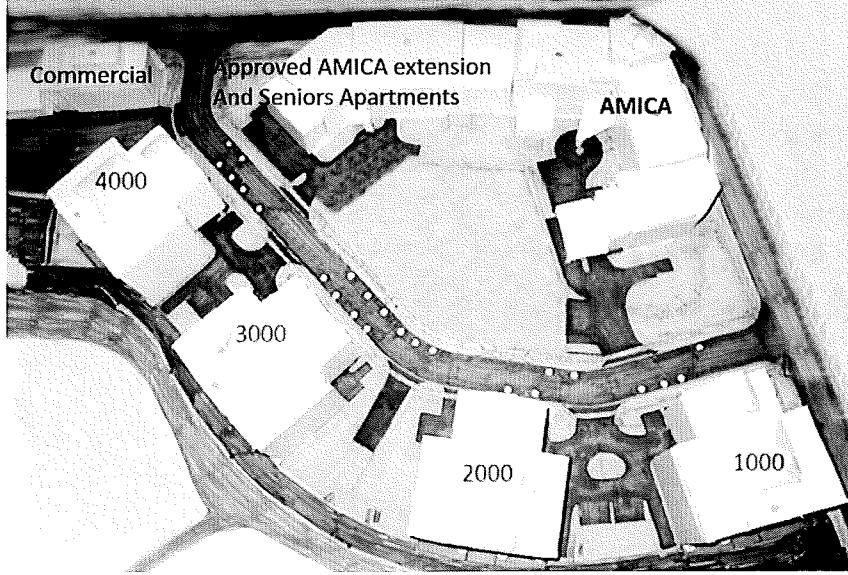 Commercial
Approved AMICA extension
And Seniors Apartments
AMICA
4000
3000
2000
1000